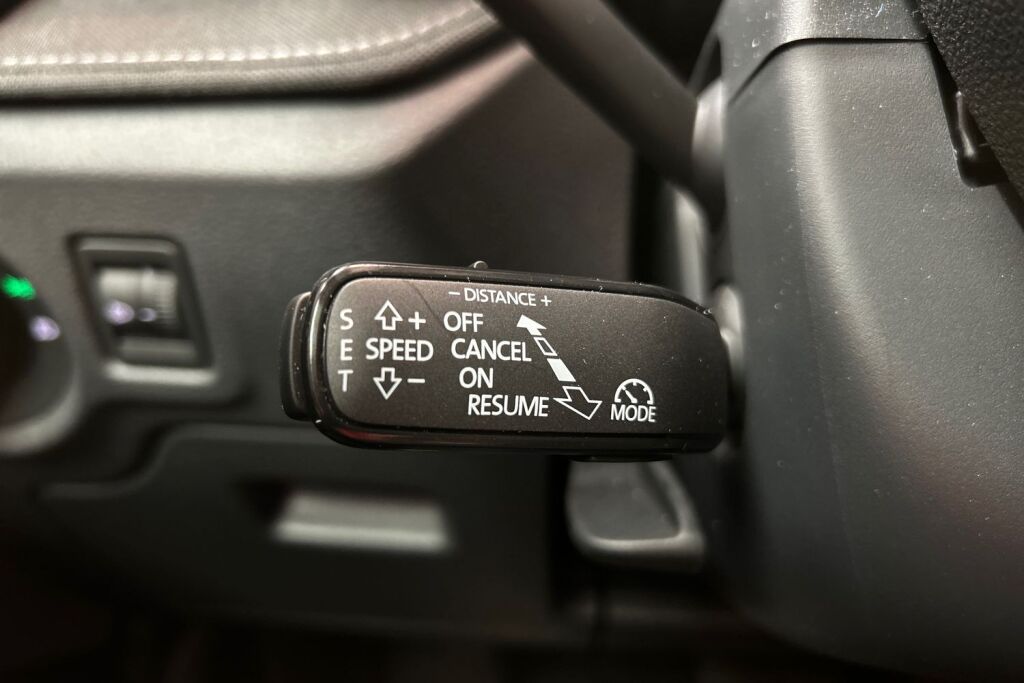 − DISTANCE +
S + OFF
E SPEED CANCEL
T − ON
RESUME
MODE